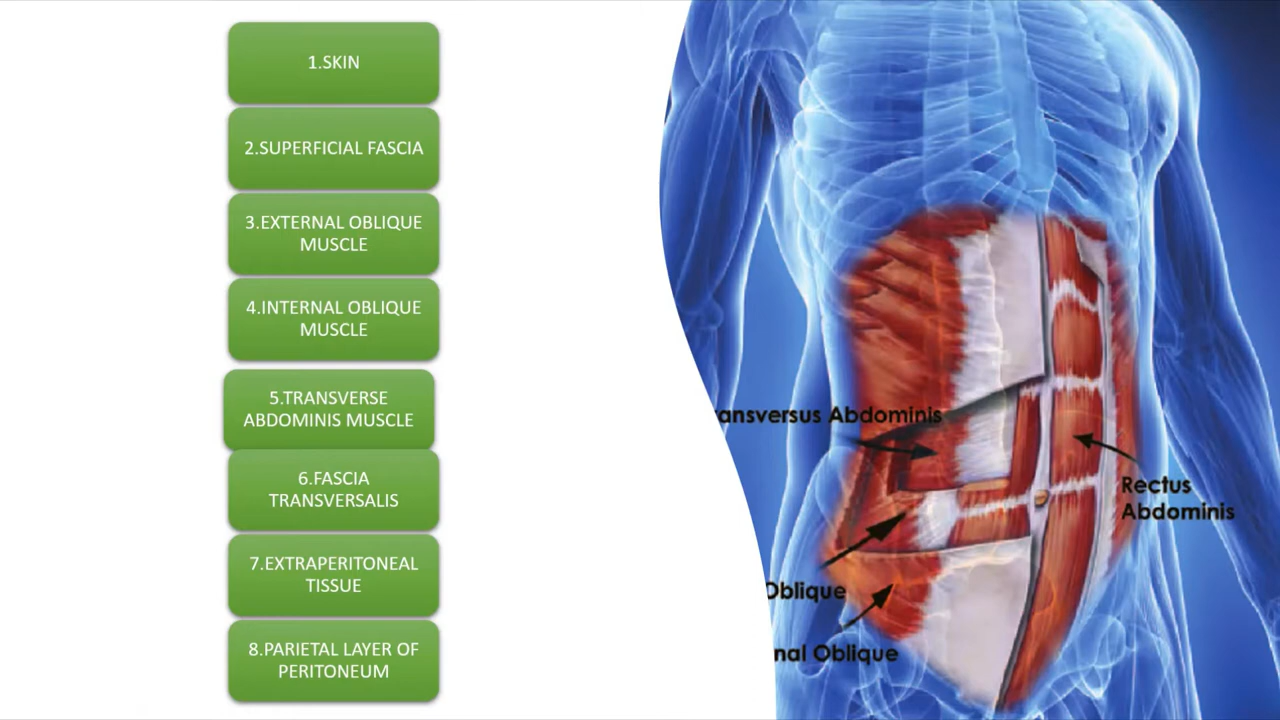 1.SKIN
2.SUPERFICIAL FASCIA
3.EXTERNAL OBLIQUE
MUSCLE
4.INTERNAL OBLIQUE
MUSCLE
5.TRANSVERSE
ABDOMINIS MUSCLE
6.FASCIA
TRANSVERSALIS
7.EXTRAPERITONEAL
TISSUE
8.PARIETAL LAYER OF
PERITONEUM
ansversus Abdominis
Rectus
Abdominis
Oblique
nal Oblique